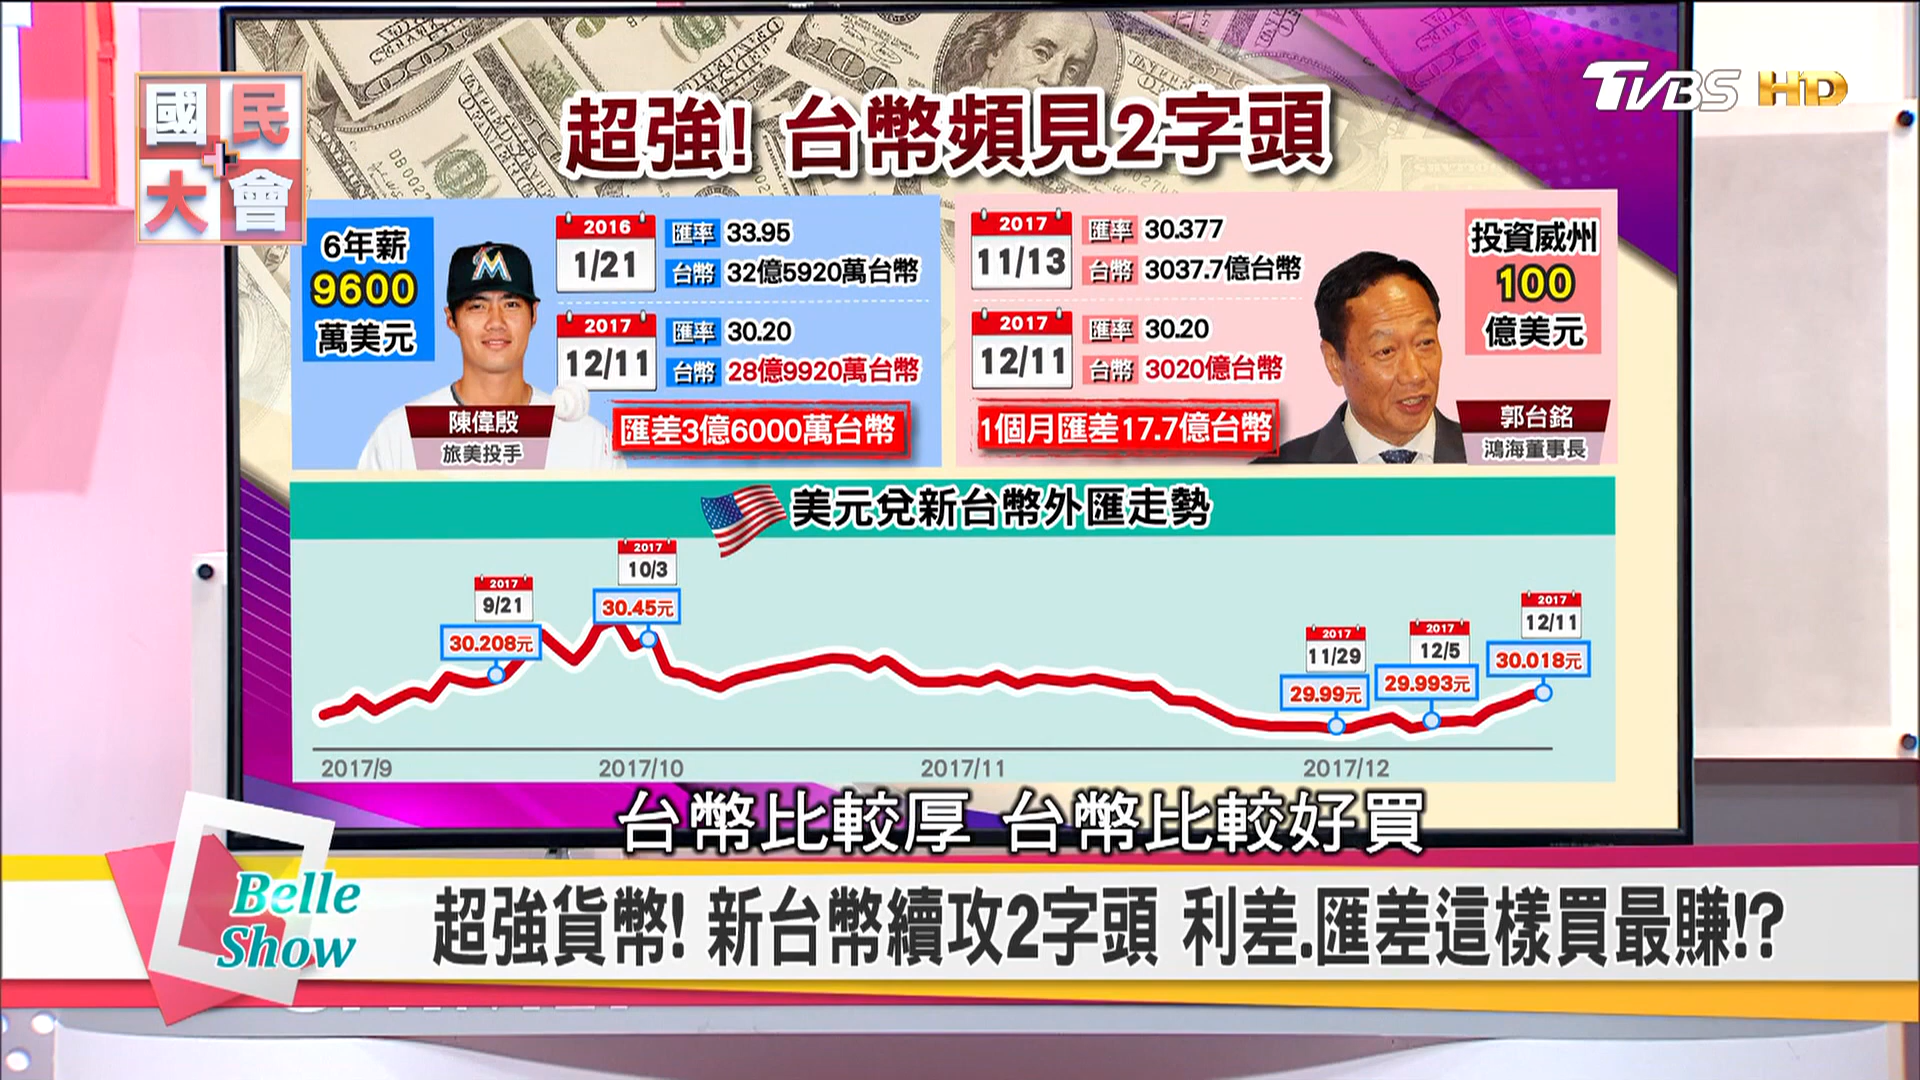 國民
大會
TVBS HD
超強! 台幣頻見2字頭
6年薪
9600
萬美元
陳偉殷
旅美投手
2016
1/21
匯率 33.95
台幣 32億5920萬台幣
2017
12/11
匯率 30.20
台幣 28億9920萬台幣
匯差3億6000萬台幣
2017
11/13
匯率 30.377
台幣 3037.7億台幣
2017
12/11
匯率 30.20
台幣 3020億台幣
1個月匯差17.7億台幣
投資威州
100
億美元
郭台銘
鴻海董事長
美元兌新台幣外匯走勢
2017
9/21
30.208元
2017
10/3
30.45元
2017
11/29
29.99元
2017
12/5
29.993元
2017
12/11
30.018元
2017/9
2017/10
2017/11
2017/12
台幣比較厚 台幣比較好買
Belle
Show
超強貨幣! 新台幣續攻2字頭 利差.匯差這樣買最賺!?